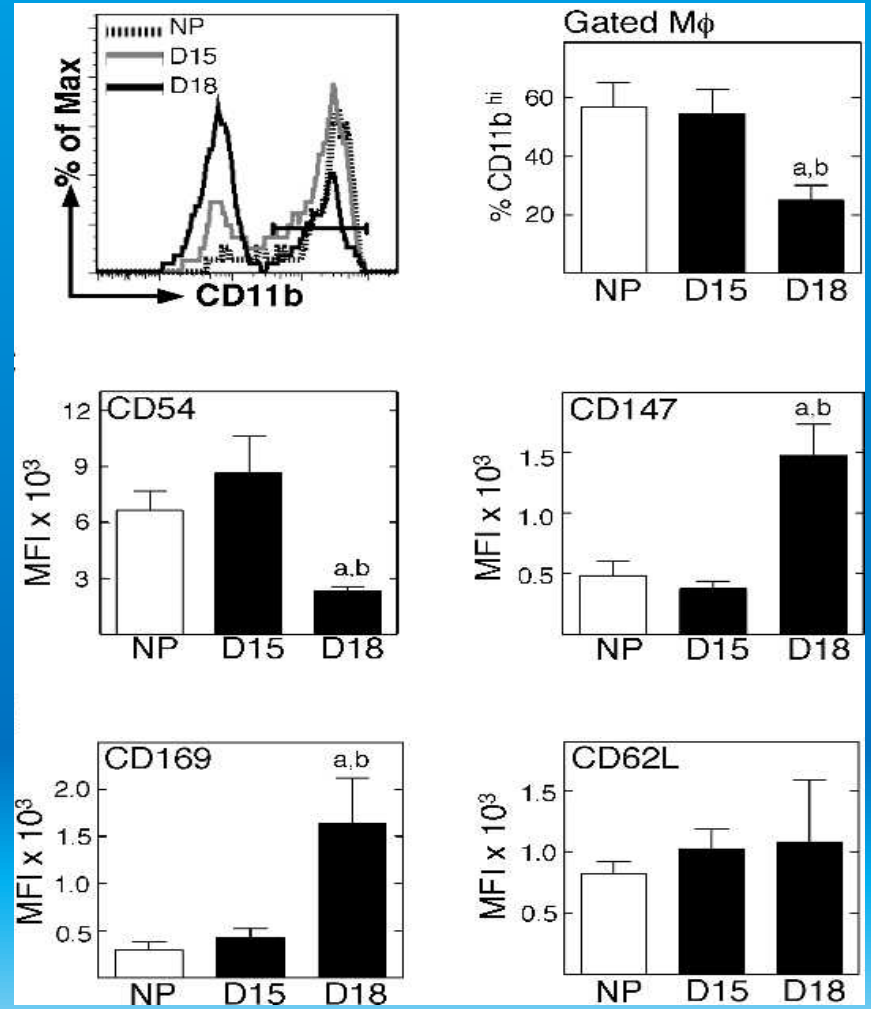 NP
D15
D18
% of Max
CD11b
Gated Mϕ
% CD11b hi
60
40
20
a,b
NP D15 D18
CD54
MFI x 10³
12
9
6
3
a,b
NP D15 D18
CD147
MFI x 10³
1.5
1.0
0.5
a,b
NP D15 D18
CD169
MFI x 10³
2.0
1.5
1.0
0.5
a,b
NP D15 D18
CD62L
MFI x 10³
1.5
1.0
0.5
NP D15 D18